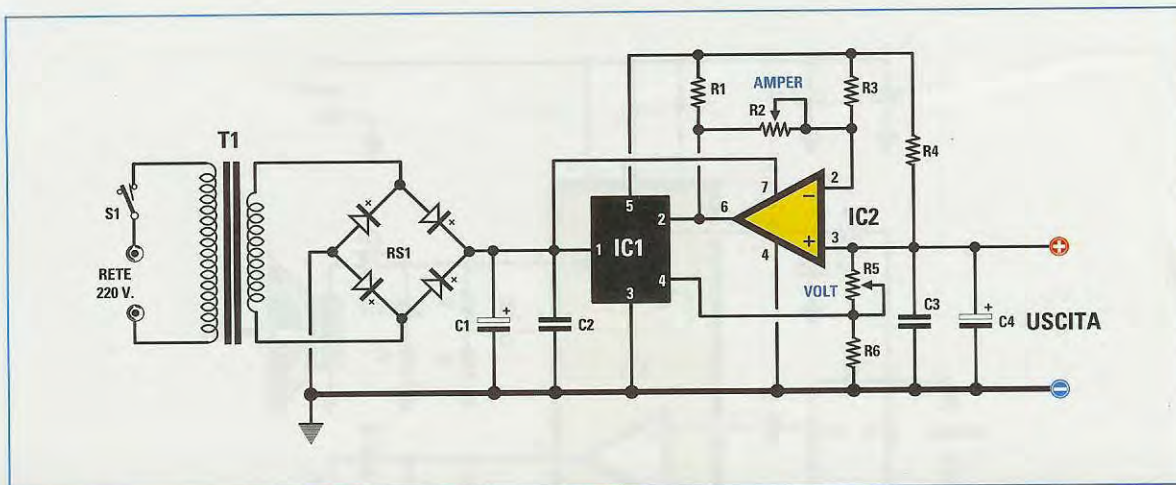 T1
S1
RETE
220 V.
RS1
C1
+
C2
5
1
IC1
2
4
3
R1
AMPER
R2
R3
R4
7
6
2
−
IC2
+
3
4
R5
VOLT
R6
C3
+
C4
USCITA
+
−